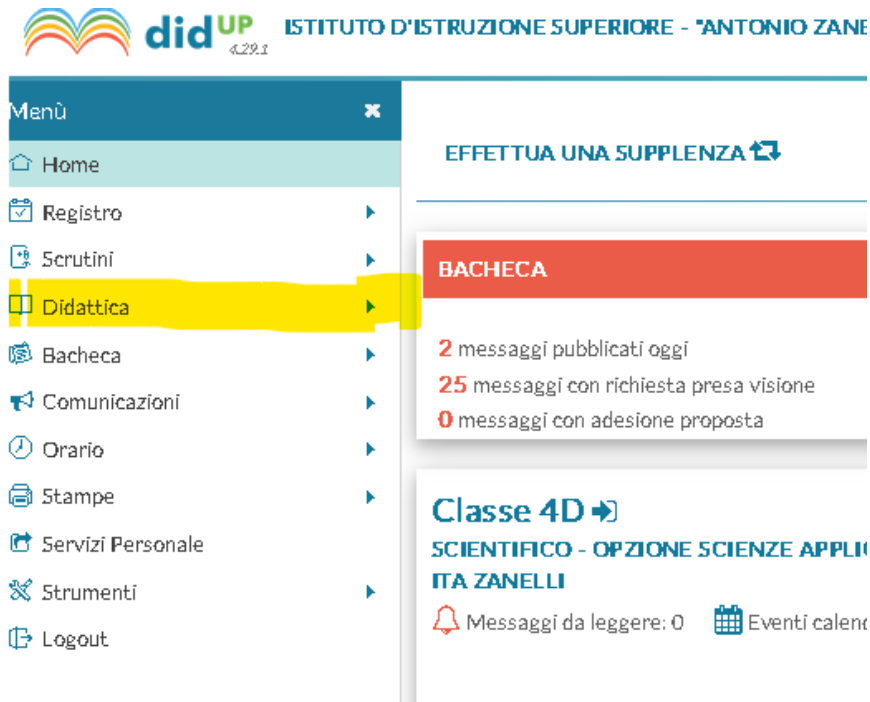 didUP
4.29.1
ISTITUTO D'ISTRUZIONE SUPERIORE - "ANTONIO ZANE
Menù
Home
Registro
Scrutini
Didattica
Bacheca
Comunicazioni
Orario
Stampe
Servizi Personale
Strumenti
Logout
EFFETTUA UNA SUPPLENZA
BACHECA
2 messaggi pubblicati oggi
25 messaggi con richiesta presa visione
0 messaggi con adesione proposta
Classe 4D
SCIENTIFICO - OPZIONE SCIENZE APPLI
ITA ZANELLI
Messaggi da leggere: 0 Eventi calend